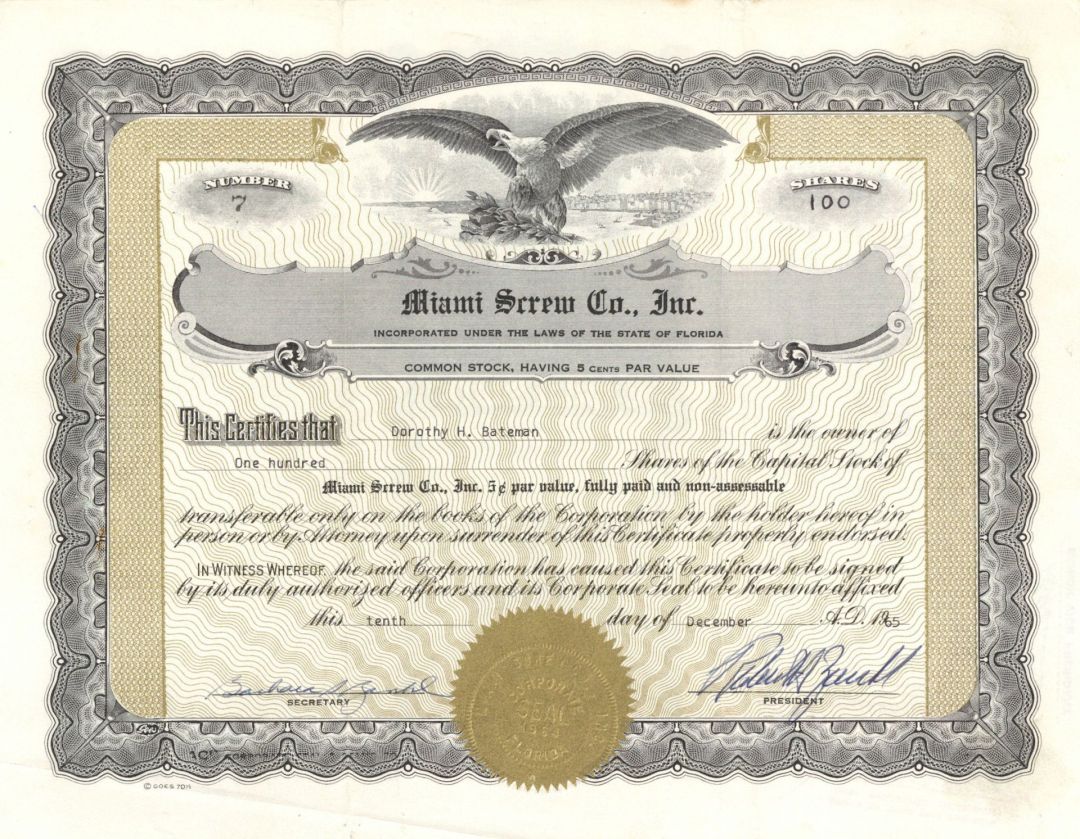 NUMBER
7
SHARES
100
Miami Screw Co., Inc.
INCORPORATED UNDER THE LAWS OF THE STATE OF FLORIDA
COMMON STOCK, HAVING 5 CENTS PAR VALUE
This Certifies that Dorothy H. Bateman is the owner of
One hundred Shares of the Capital Stock of
Miami Screw Co., Inc. 5¢ par value, fully paid and non-assessable
transferable only on the books of the Corporation by the holder hereof in
person or by Attorney upon surrender of this Certificate properly endorsed.
IN WITNESS WHEREOF, the said Corporation has caused this Certificate to be signed
by its duly authorized officers and its Corporate Seal to be hereunto affixed
this tenth day of December A.D. 1965
SECRETARY
PRESIDENT
CORPORATE
FLORIDA
© GOES 70½